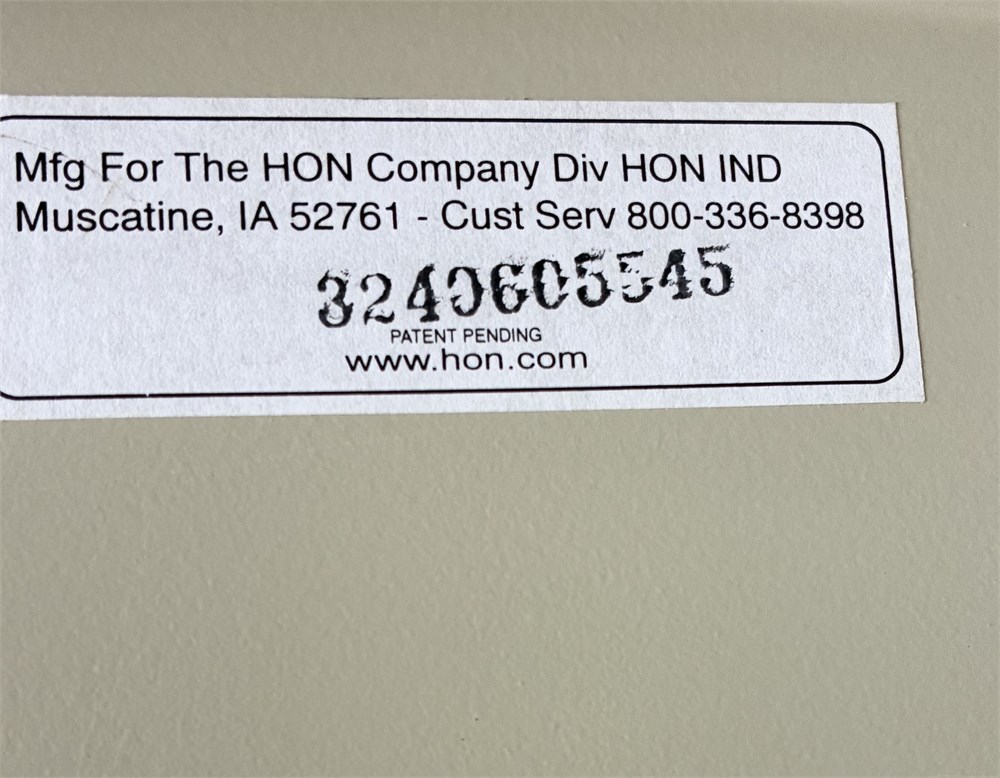 Mfg For The HON Company Div HON IND
Muscatine, IA 52761 - Cust Serv 800-336-8398
3240605545
PATENT PENDING
www.hon.com